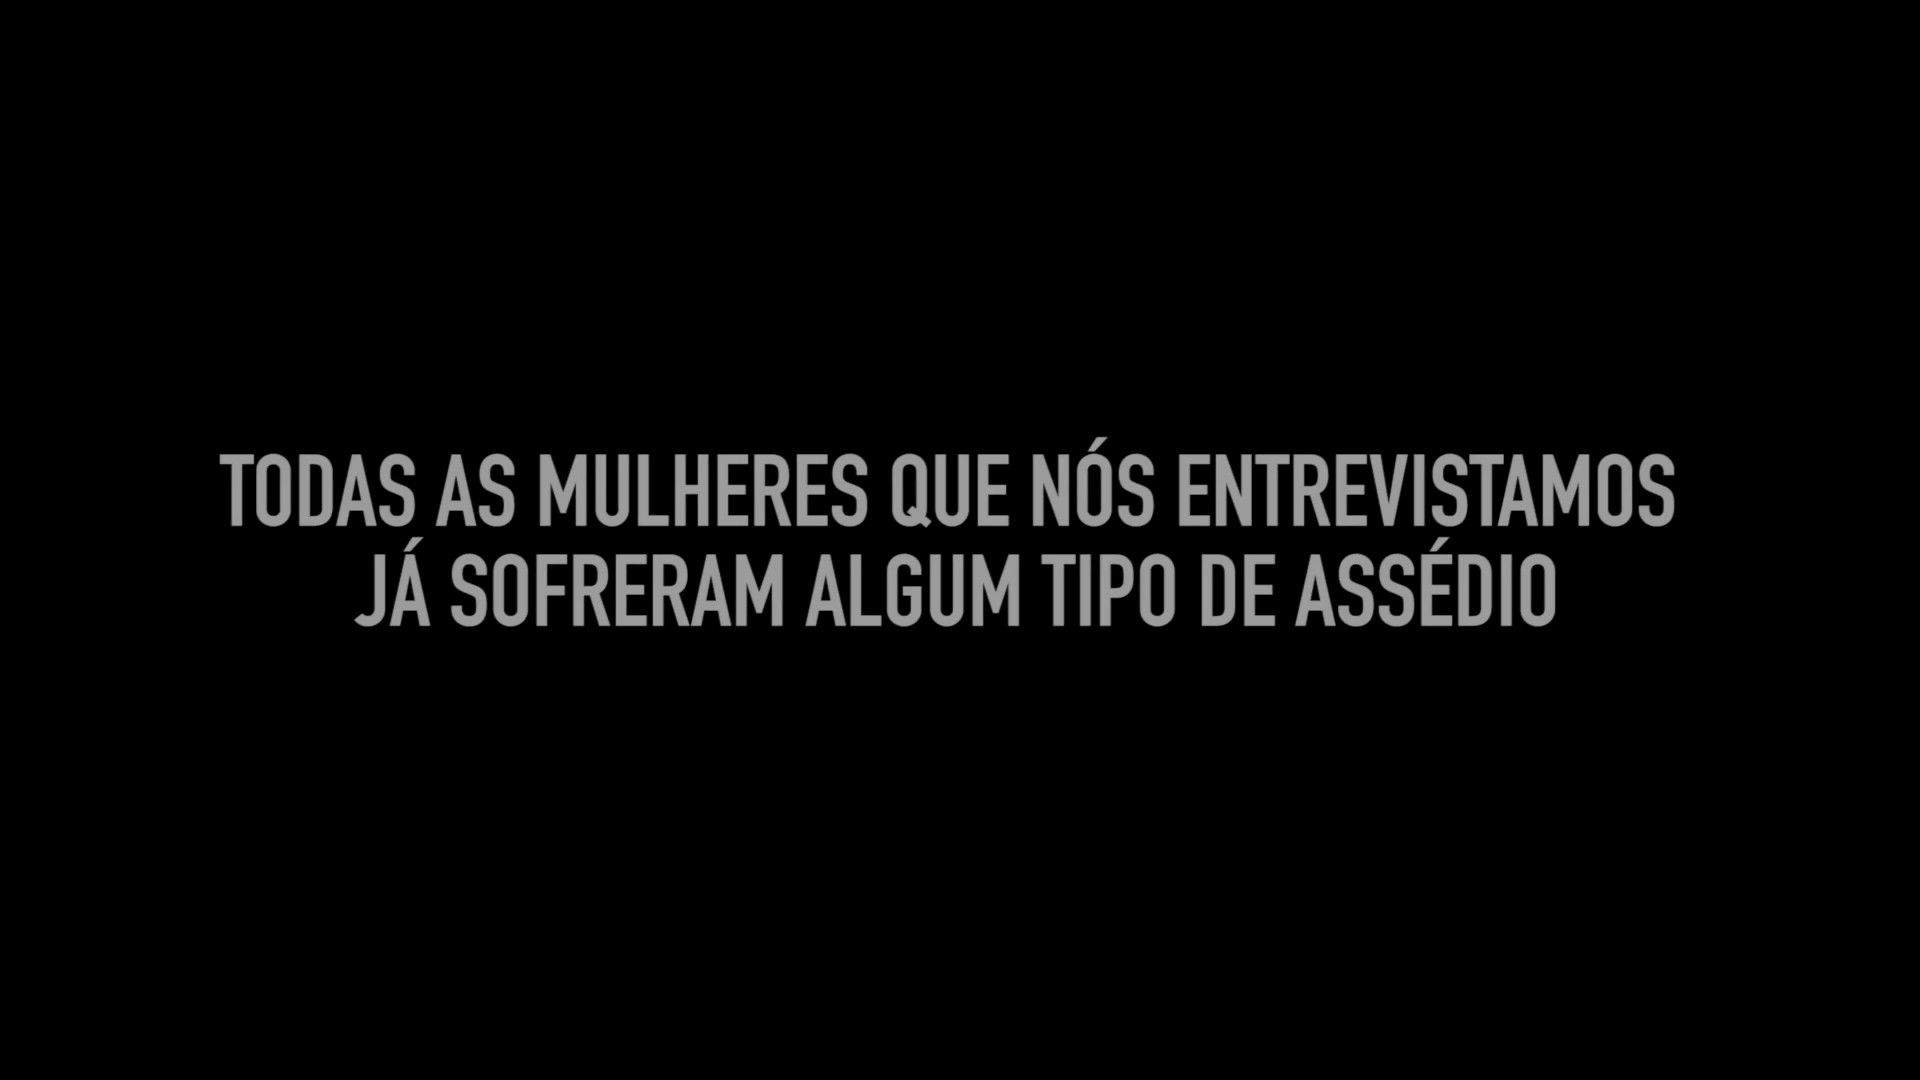 TODAS AS MULHERES QUE NÓS ENTREVISTAMOS
JÁ SOFRERAM ALGUM TIPO DE ASSÉDIO